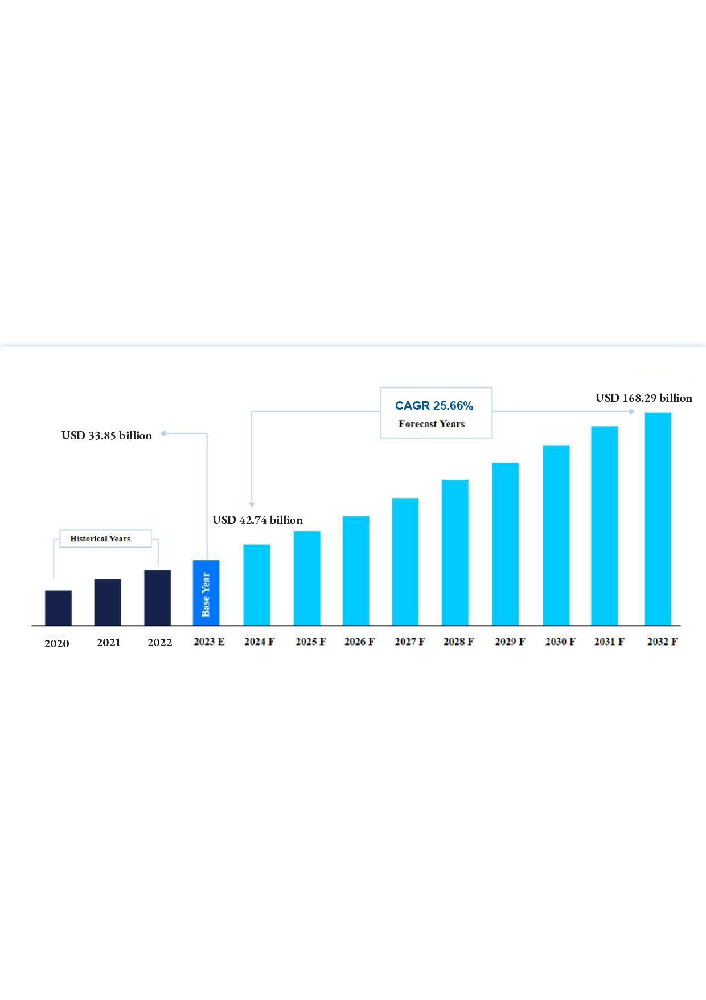 USD 168.29 billion
CAGR 25.66%
Forecast Years
USD 33.85 billion
USD 42.74 billion
Historical Years
Base Year
2020 2021 2022 2023 E 2024 F 2025 F 2026 F 2027 F 2028 F 2029 F 2030 F 2031 F 2032 F